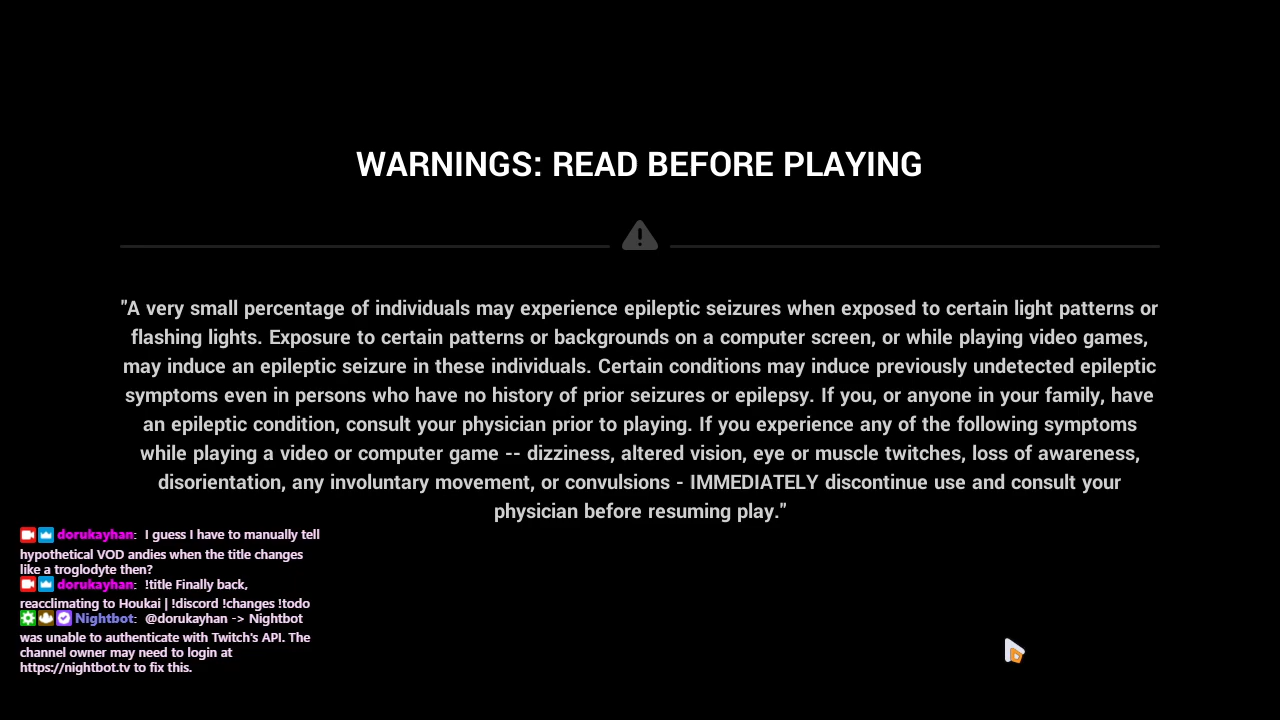 WARNINGS: READ BEFORE PLAYING
"A very small percentage of individuals may experience epileptic seizures when exposed to certain light patterns or
flashing lights. Exposure to certain patterns or backgrounds on a computer screen, or while playing video games,
may induce an epileptic seizure in these individuals. Certain conditions may induce previously undetected epileptic
symptoms even in persons who have no history of prior seizures or epilepsy. If you, or anyone in your family, have
an epileptic condition, consult your physician prior to playing. If you experience any of the following symptoms
while playing a video or computer game -- dizziness, altered vision, eye or muscle twitches, loss of awareness,
disorientation, any involuntary movement, or convulsions - IMMEDIATELY discontinue use and consult your
physician before resuming play."
dorukayhan: I guess I have to manually tell
hypothetical VOD andies when the title changes
like a troglodyte then?
dorukayhan: !title Finally back,
reacclimating to Houkai | !discord !changes !todo
Nightbot: @dorukayhan -> Nightbot
was unable to authenticate with Twitch's API. The
channel owner may need to login at
https://nightbot.tv to fix this.